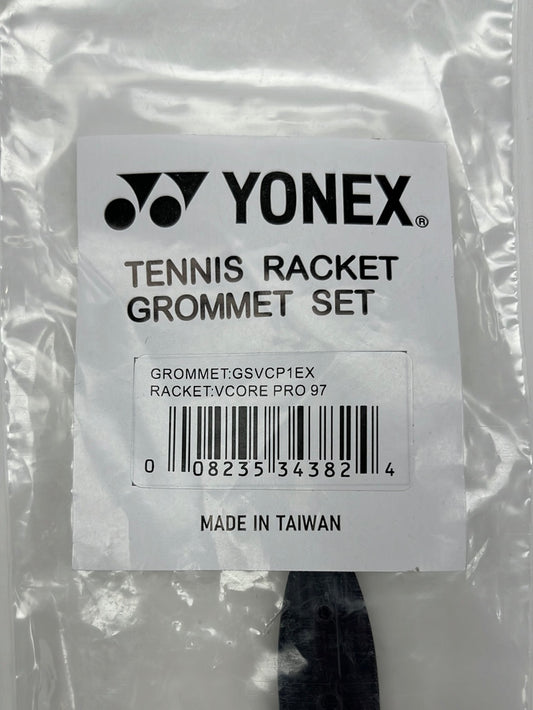 YONEX®
TENNIS RACKET
GROMMET SET
GROMMET:GSVCP1EX
RACKET:VCORE PRO 97
0 08235 34382 4
MADE IN TAIWAN